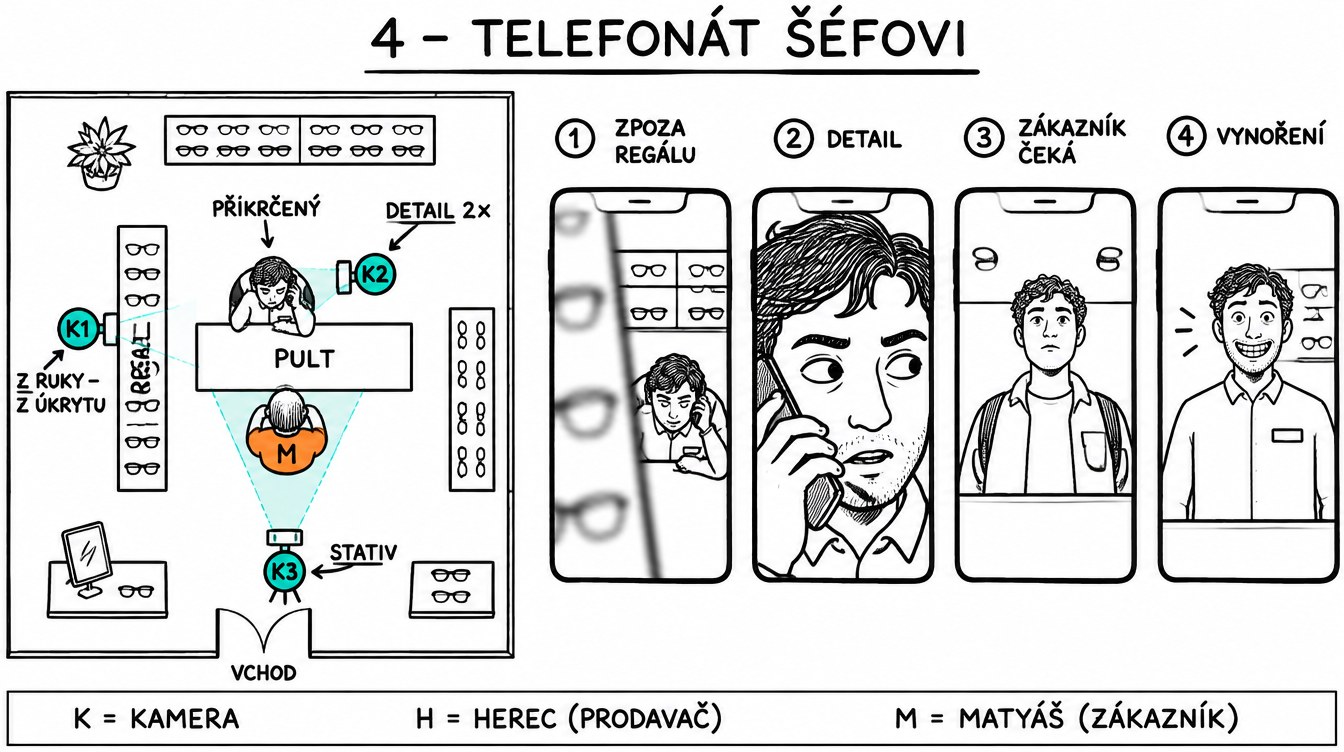 4 – TELEFONÁT ŠÉFOVI
PŘIKRČENÝ
DETAIL 2x
K2
K1
Z RUKY –
Z ÚKRYTU
PULT
M
K3
STATIV
VCHOD
1 ZPOZA
REGÁLU
2 DETAIL
3 ZÁKAZNÍK
ČEKÁ
4 VYNOŘENÍ
K = KAMERA
H = HEREC (PRODAVAČ)
M = MATYÁŠ (ZÁKAZNÍK)